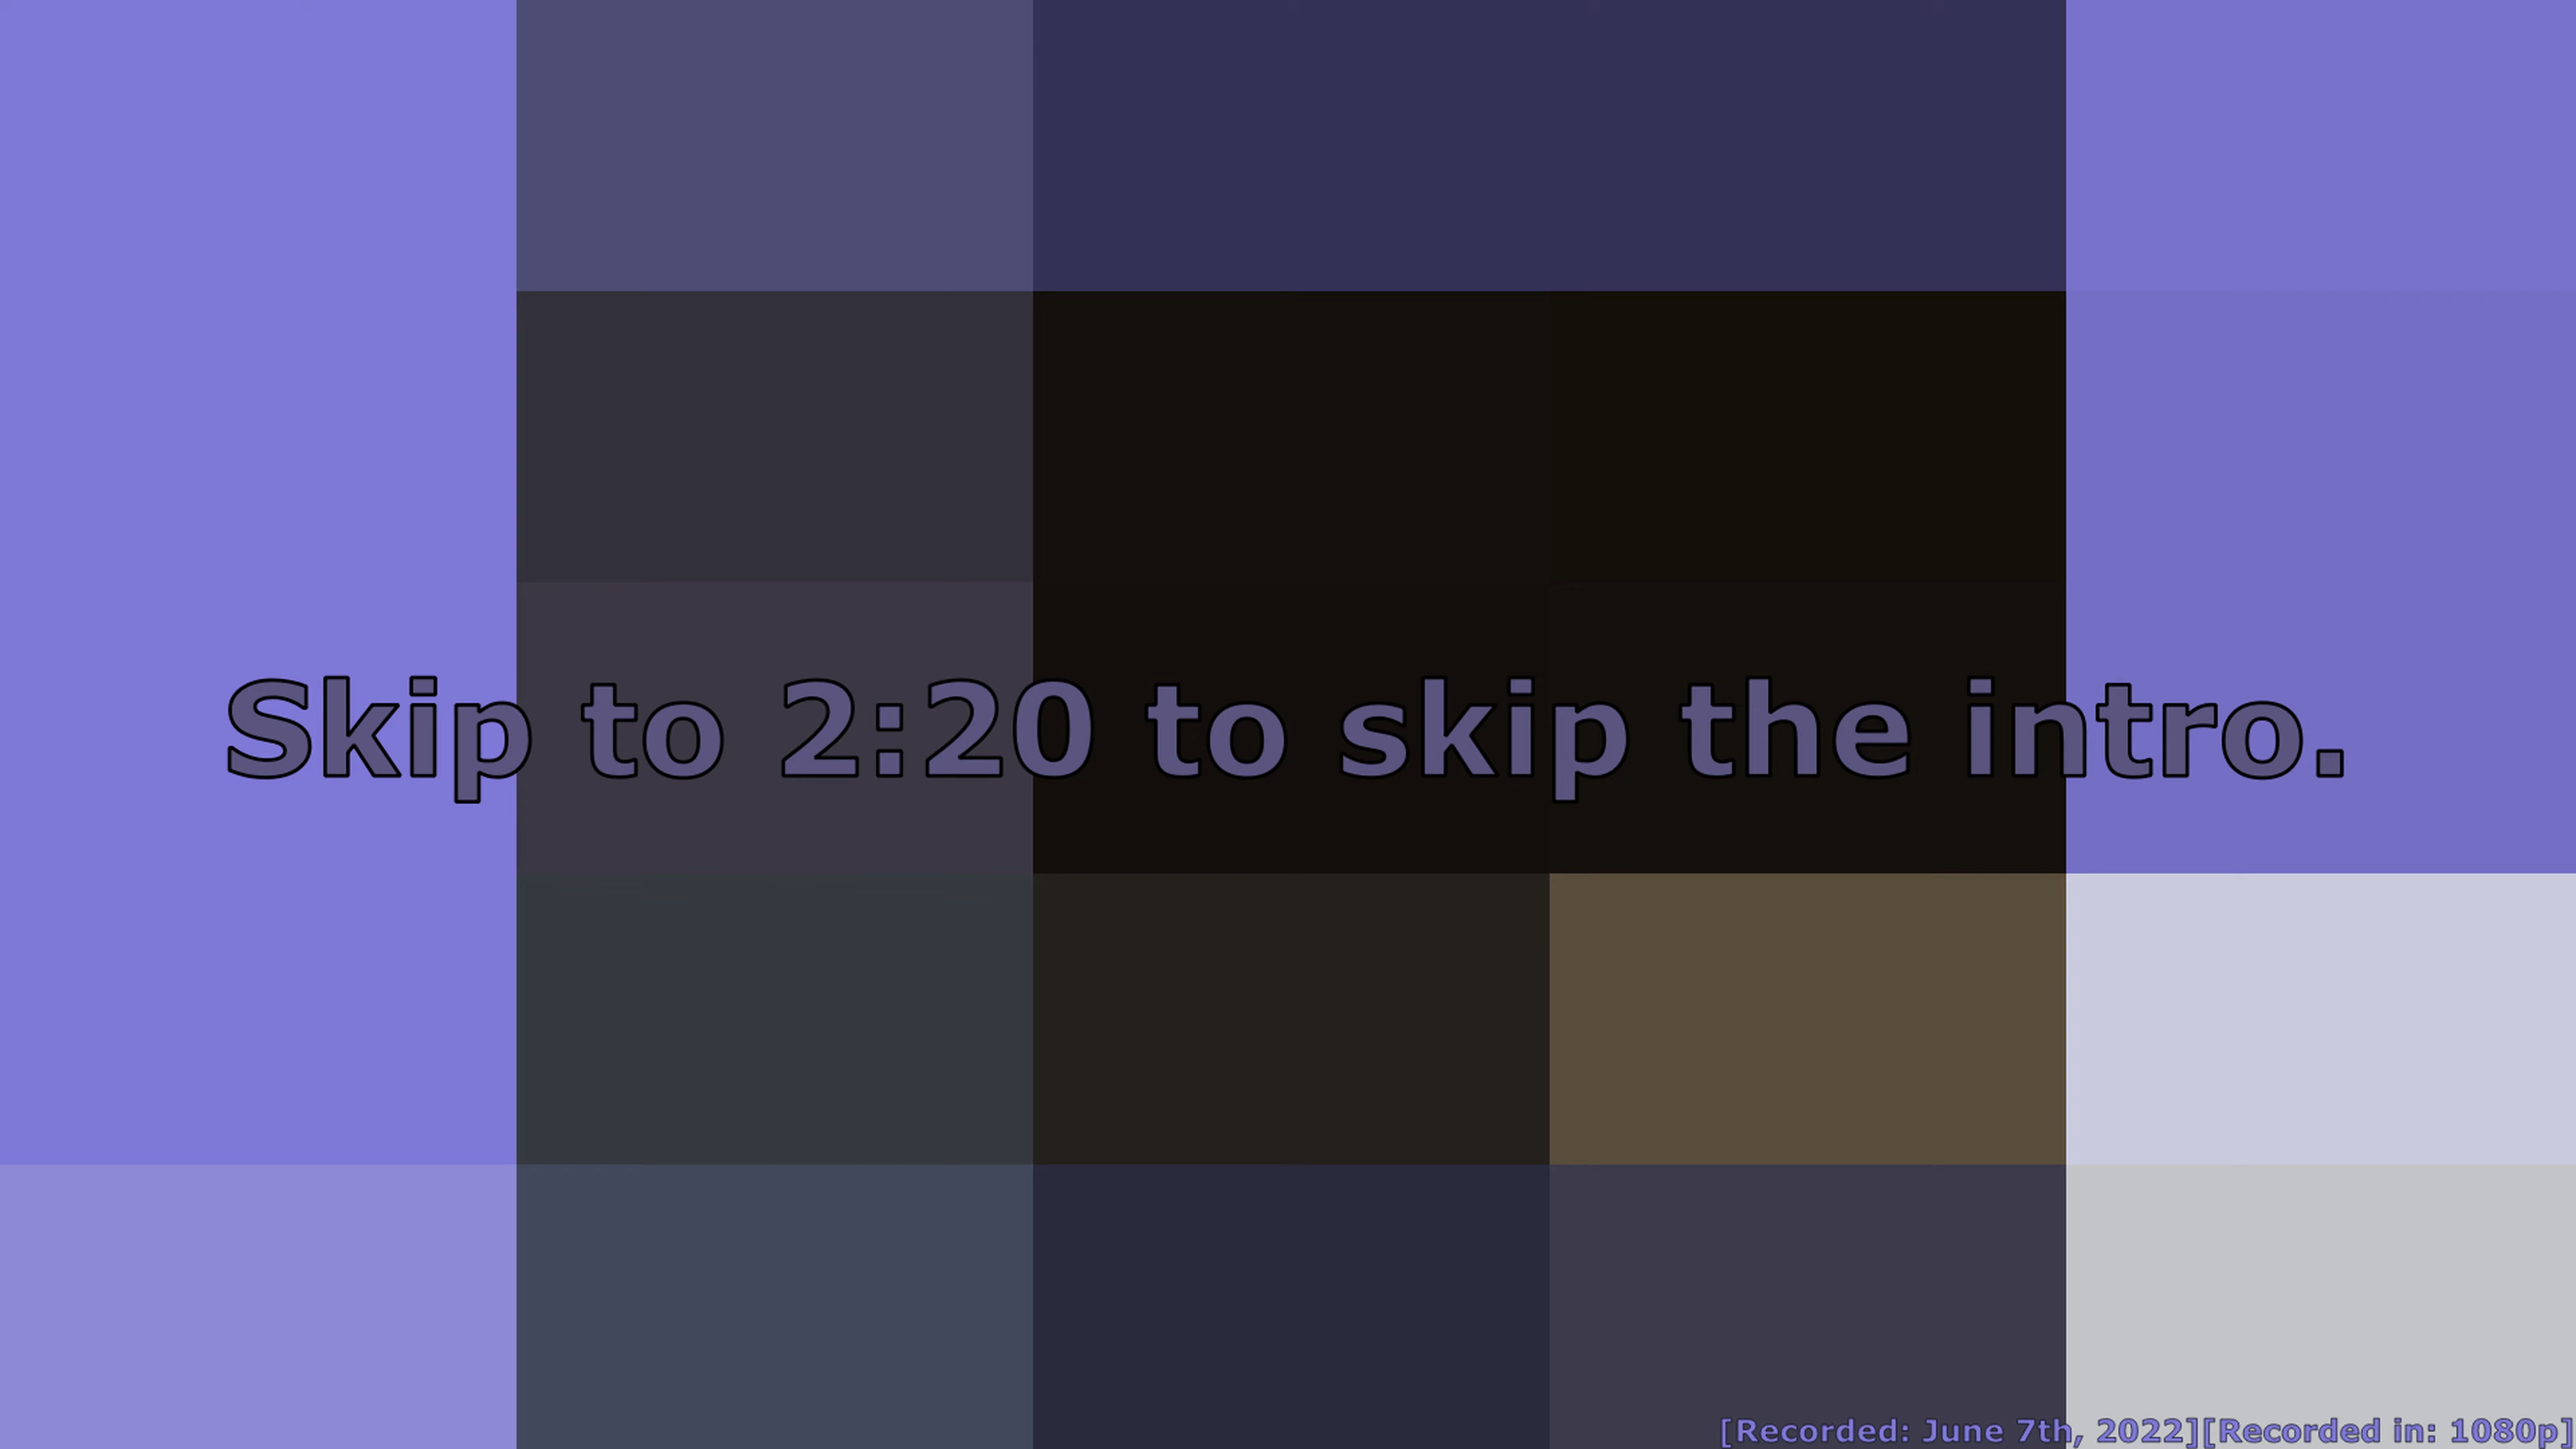 Skip to 2:20 to skip the intro.
[Recorded: June 7th, 2022][Recorded in: 1080p]